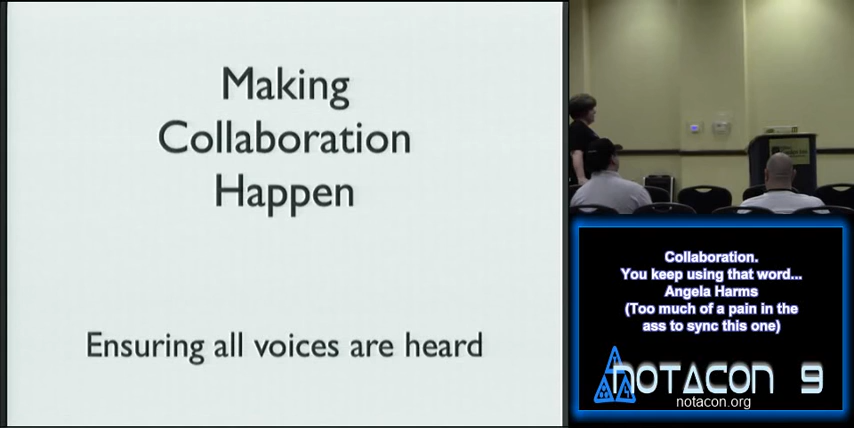 Making
Collaboration
Happen
Ensuring all voices are heard
Collaboration.
You keep using that word...
Angela Harms
(Too much of a pain in the
ass to sync this one)
NOTACON 9
notacon.org